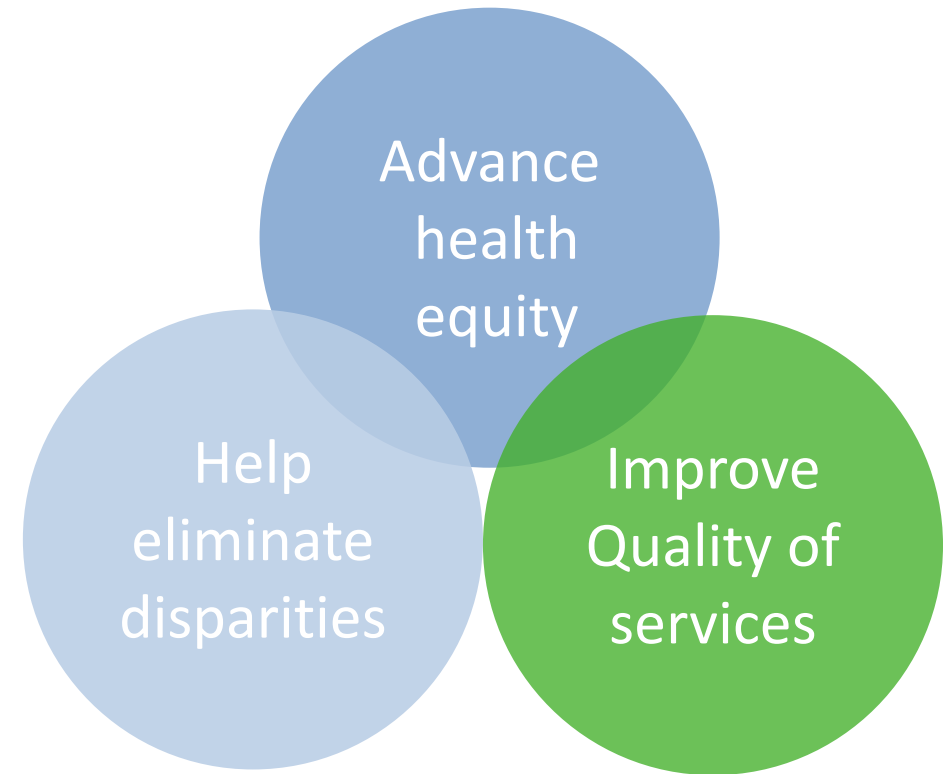 Advance
health
equity
Help
eliminate
disparities
Improve
Quality of
services